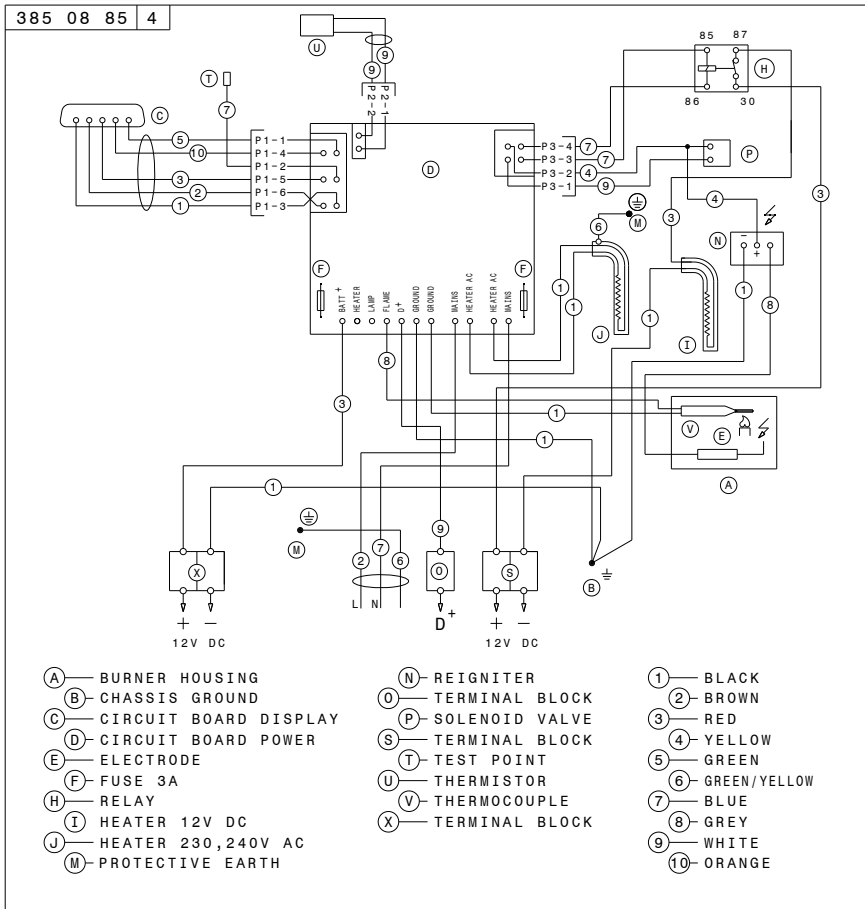 385 08 85 4
U
T
C
5
10
3
2
1
7
P1-1
P1-4
P1-2
P1-5
P1-6
P1-3
9
9
P2-2
P2-1
D
P3-4
P3-3
P3-2
P3-1
7
7
4
9
85 87
86 30
H
P
3
3
4
N
- +
1
8
6
M
F
F
BATT +
HEATER
LAMP
FLAME
D+
GROUND
GROUND
MAINS
HEATER AC
HEATER AC
MAINS
1
1
J
1
I
8
3
1
1
1
V
E
A
M
2
7
6
L N
9
O
D+
X
+ -
12V DC
S
+ -
12V DC
B
A BURNER HOUSING
B CHASSIS GROUND
C CIRCUIT BOARD DISPLAY
D CIRCUIT BOARD POWER
E ELECTRODE
F FUSE 3A
H RELAY
I HEATER 12V DC
J HEATER 230,240V AC
M PROTECTIVE EARTH
N REIGNITER
O TERMINAL BLOCK
P SOLENOID VALVE
S TERMINAL BLOCK
T TEST POINT
U THERMISTOR
V THERMOCOUPLE
X TERMINAL BLOCK
1 BLACK
2 BROWN
3 RED
4 YELLOW
5 GREEN
6 GREEN/YELLOW
7 BLUE
8 GREY
9 WHITE
10 ORANGE